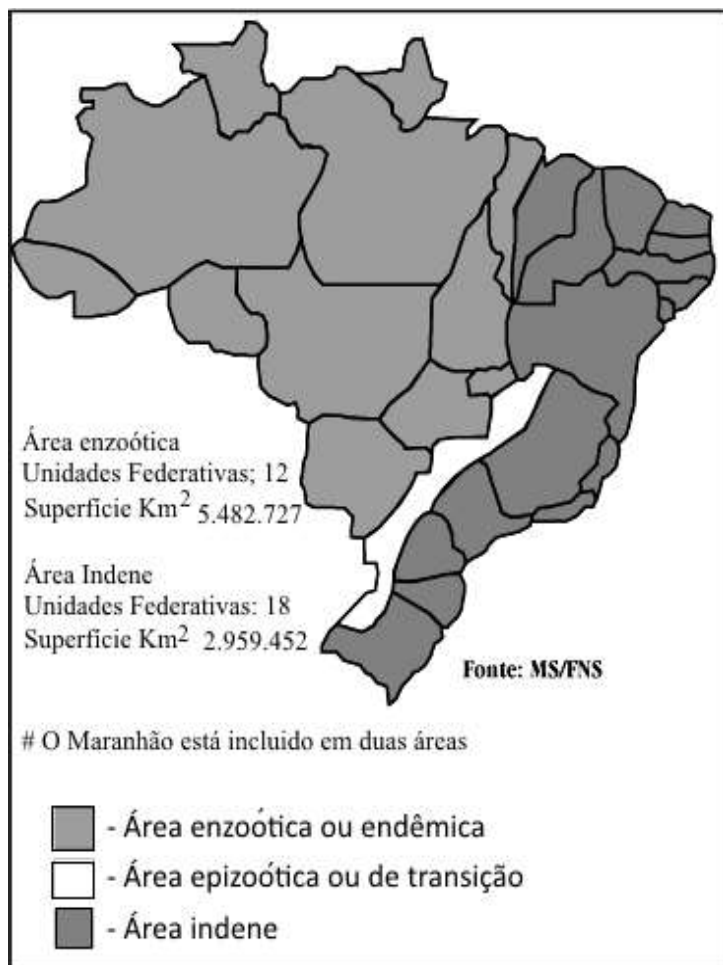 Área enzoótica
Unidades Federativas; 12
Superfície Km2 5.482.727
Área Indene
Unidades Federativas: 18
Superfície Km2 2.959.452
Fonte: MS/FNS
# O Maranhão está incluido em duas áreas
- Área enzoótica ou endêmica
- Área epizoótica ou de transição
- Área indene